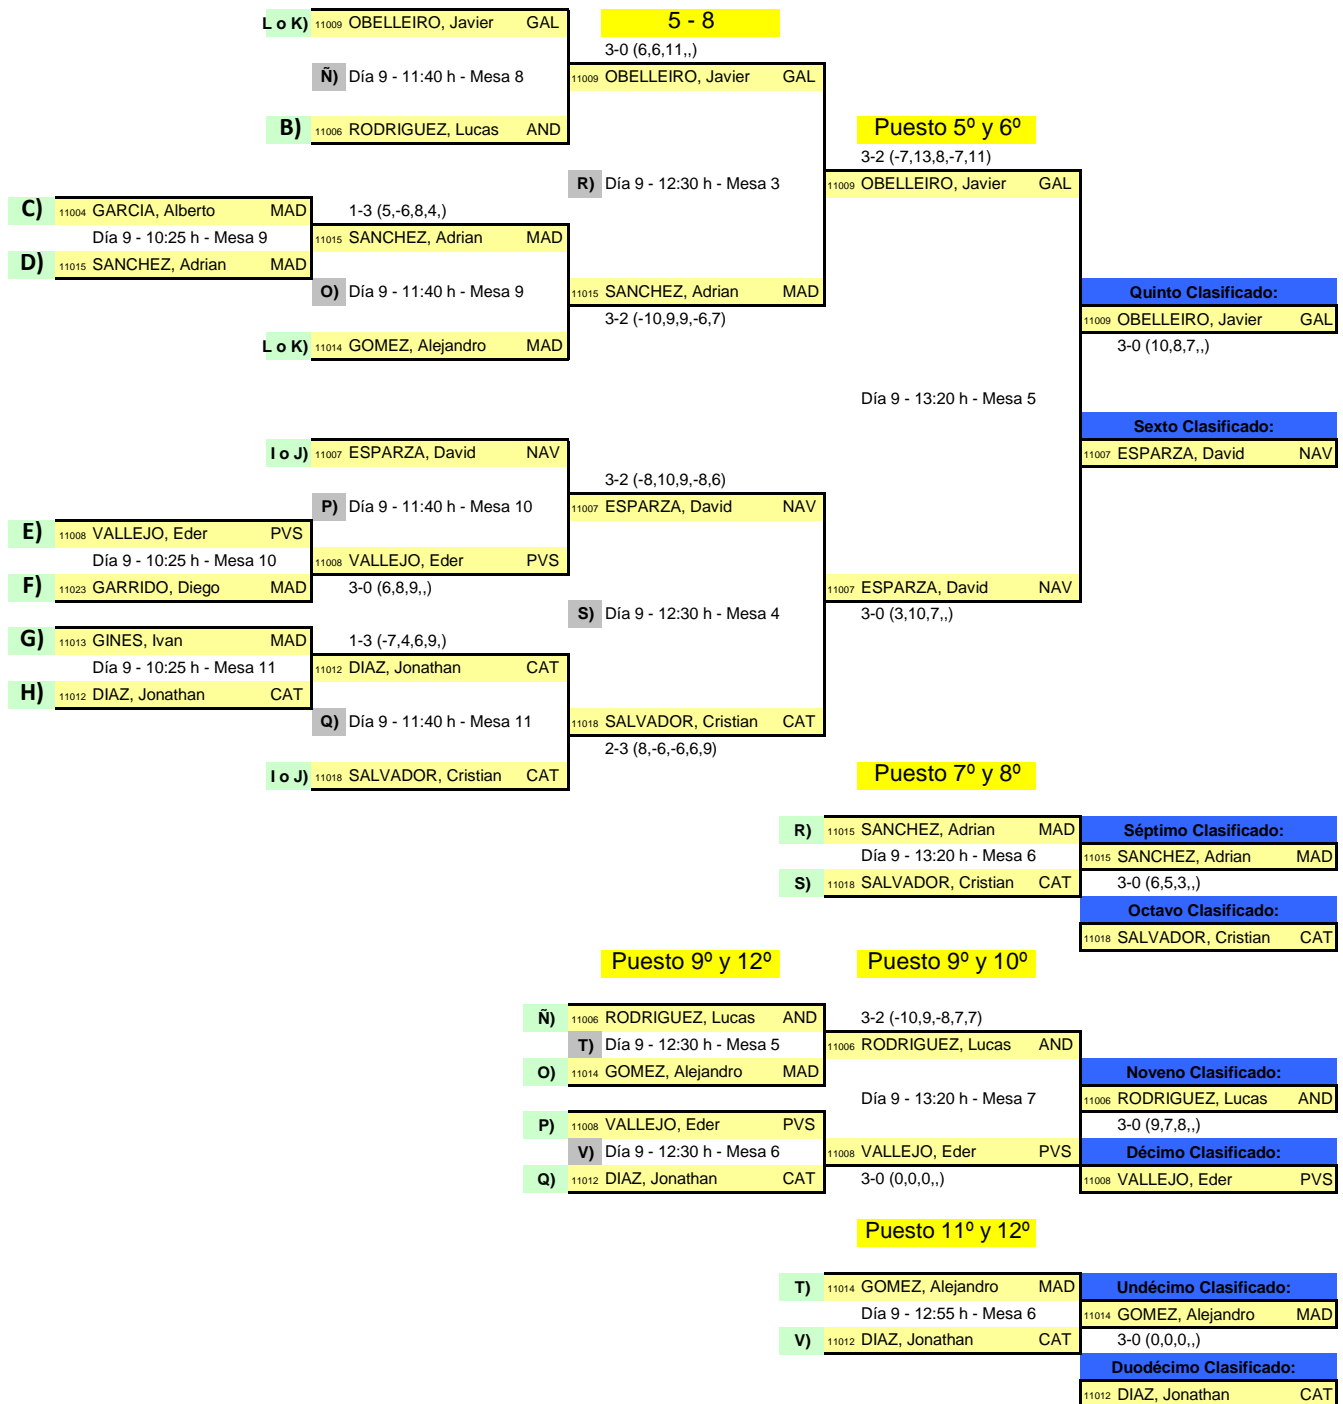 L o K) 11009 OBELLEIRO, Javier GAL 5 - 8
3-0 (6,6,11,,)
Ñ) Día 9 - 11:40 h - Mesa 8 11009 OBELLEIRO, Javier GAL
B) 11006 RODRIGUEZ, Lucas AND Puesto 5º y 6º
3-2 (-7,13,8,-7,11)
R) Día 9 - 12:30 h - Mesa 3 11009 OBELLEIRO, Javier GAL
C) 11004 GARCIA, Alberto MAD 1-3 (5,-6,8,4,)
Día 9 - 10:25 h - Mesa 9 11015 SANCHEZ, Adrian MAD
D) 11015 SANCHEZ, Adrian MAD
O) Día 9 - 11:40 h - Mesa 9 11015 SANCHEZ, Adrian MAD Quinto Clasificado:
3-2 (-10,9,9,-6,7) 11009 OBELLEIRO, Javier GAL
L o K) 11014 GOMEZ, Alejandro MAD 3-0 (10,8,7,,)
Día 9 - 13:20 h - Mesa 5
Sexto Clasificado:
I o J) 11007 ESPARZA, David NAV 11007 ESPARZA, David NAV
3-2 (-8,10,9,-8,6)
P) Día 9 - 11:40 h - Mesa 10 11007 ESPARZA, David NAV
E) 11008 VALLEJO, Eder PVS
Día 9 - 10:25 h - Mesa 10 11008 VALLEJO, Eder PVS
F) 11023 GARRIDO, Diego MAD 3-0 (6,8,9,,) 11007 ESPARZA, David NAV
S) Día 9 - 12:30 h - Mesa 4 3-0 (3,10,7,,)
G) 11013 GINES, Ivan MAD 1-3 (-7,4,6,9,)
Día 9 - 10:25 h - Mesa 11 11012 DIAZ, Jonathan CAT
H) 11012 DIAZ, Jonathan CAT
Q) Día 9 - 11:40 h - Mesa 11 11018 SALVADOR, Cristian CAT
2-3 (8,-6,-6,6,9)
I o J) 11018 SALVADOR, Cristian CAT Puesto 7º y 8º
R) 11015 SANCHEZ, Adrian MAD Séptimo Clasificado:
Día 9 - 13:20 h - Mesa 6 11015 SANCHEZ, Adrian MAD
S) 11018 SALVADOR, Cristian CAT 3-0 (6,5,3,,)
Octavo Clasificado:
11018 SALVADOR, Cristian CAT
Puesto 9º y 12º Puesto 9º y 10º
Ñ) 11006 RODRIGUEZ, Lucas AND 3-2 (-10,9,-8,7,7)
T) Día 9 - 12:30 h - Mesa 5 11006 RODRIGUEZ, Lucas AND
O) 11014 GOMEZ, Alejandro MAD Noveno Clasificado:
Día 9 - 13:20 h - Mesa 7 11006 RODRIGUEZ, Lucas AND
P) 11008 VALLEJO, Eder PVS 3-0 (9,7,8,,)
V) Día 9 - 12:30 h - Mesa 6 11008 VALLEJO, Eder PVS Décimo Clasificado:
Q) 11012 DIAZ, Jonathan CAT 3-0 (0,0,0,,) 11008 VALLEJO, Eder PVS
Puesto 11º y 12º
T) 11014 GOMEZ, Alejandro MAD Undécimo Clasificado:
Día 9 - 12:55 h - Mesa 6 11014 GOMEZ, Alejandro MAD
V) 11012 DIAZ, Jonathan CAT 3-0 (0,0,0,,)
Duodécimo Clasificado:
11012 DIAZ, Jonathan CAT